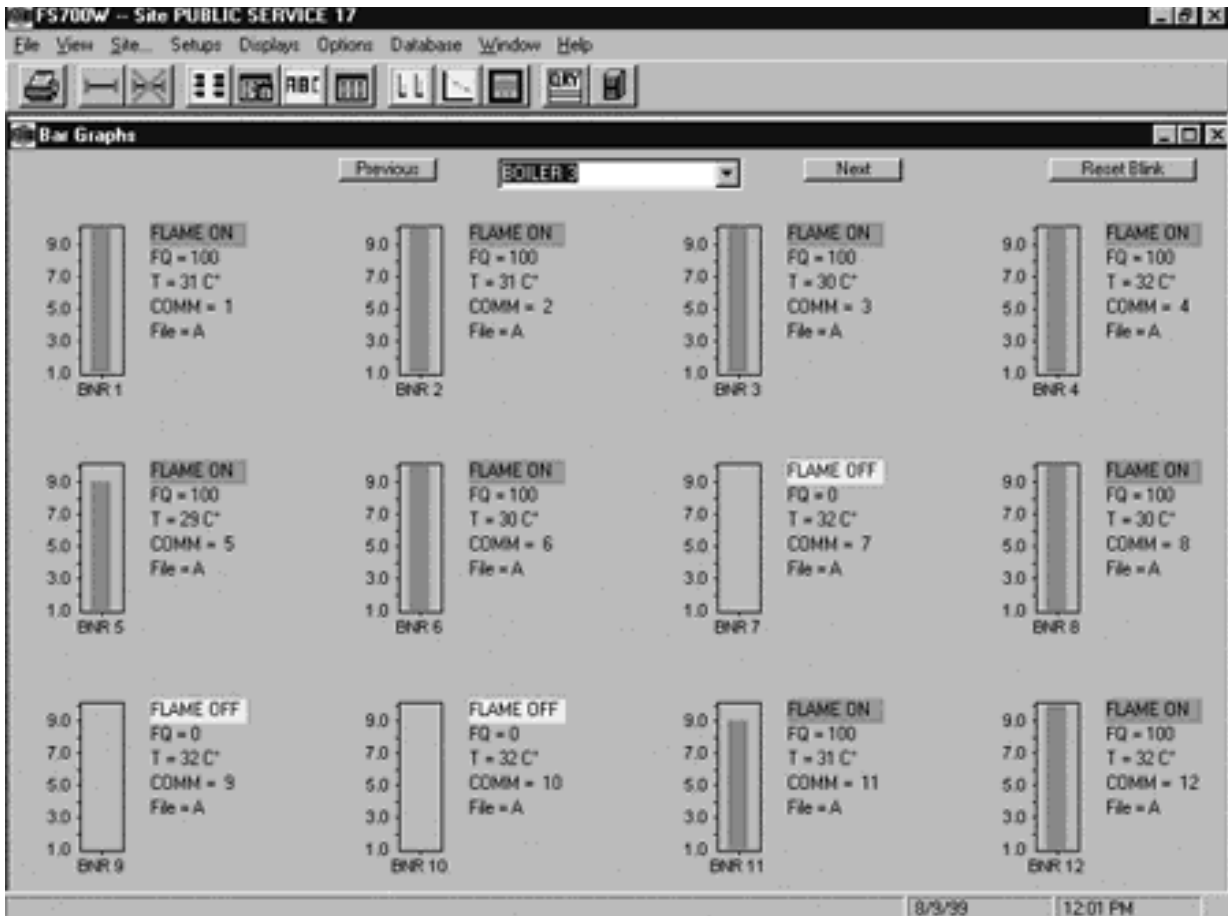 FS700W -- Site PUBLIC SERVICE 17
File View Site... Setups Displays Options Database Window Help
ABC QRY
Bar Graphs
Previous BOILER 3 Next Reset Blink
9.0
7.0
5.0
3.0
1.0
BNR 1
FLAME ON
FQ = 100
T = 31 C°
COMM = 1
File = A
9.0
7.0
5.0
3.0
1.0
BNR 2
FLAME ON
FQ = 100
T = 31 C°
COMM = 2
File = A
9.0
7.0
5.0
3.0
1.0
BNR 3
FLAME ON
FQ = 100
T = 30 C°
COMM = 3
File = A
9.0
7.0
5.0
3.0
1.0
BNR 4
FLAME ON
FQ = 100
T = 32 C°
COMM = 4
File = A
9.0
7.0
5.0
3.0
1.0
BNR 5
FLAME ON
FQ = 100
T = 29 C°
COMM = 5
File = A
9.0
7.0
5.0
3.0
1.0
BNR 6
FLAME ON
FQ = 100
T = 30 C°
COMM = 6
File = A
9.0
7.0
5.0
3.0
1.0
BNR 7
FLAME OFF
FQ = 0
T = 32 C°
COMM = 7
File = A
9.0
7.0
5.0
3.0
1.0
BNR 8
FLAME ON
FQ = 100
T = 30 C°
COMM = 8
File = A
9.0
7.0
5.0
3.0
1.0
BNR 9
FLAME OFF
FQ = 0
T = 32 C°
COMM = 9
File = A
9.0
7.0
5.0
3.0
1.0
BNR 10
FLAME OFF
FQ = 0
T = 32 C°
COMM = 10
File = A
9.0
7.0
5.0
3.0
1.0
BNR 11
FLAME ON
FQ = 100
T = 31 C°
COMM = 11
File = A
9.0
7.0
5.0
3.0
1.0
BNR 12
FLAME ON
FQ = 100
T = 32 C°
COMM = 12
File = A
8/9/99 12:01 PM